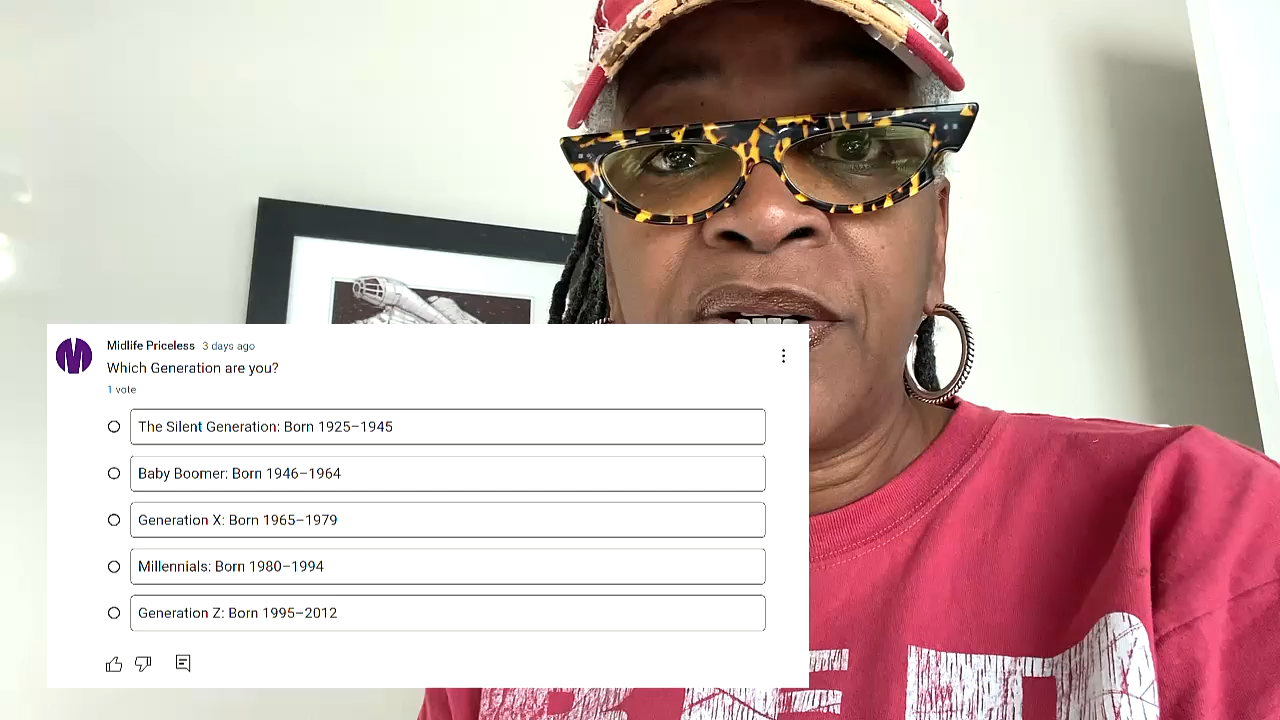 Midlife Priceless 3 days ago
Which Generation are you?
1 vote
The Silent Generation: Born 1925–1945
Baby Boomer: Born 1946–1964
Generation X: Born 1965–1979
Millennials: Born 1980–1994
Generation Z: Born 1995–2012